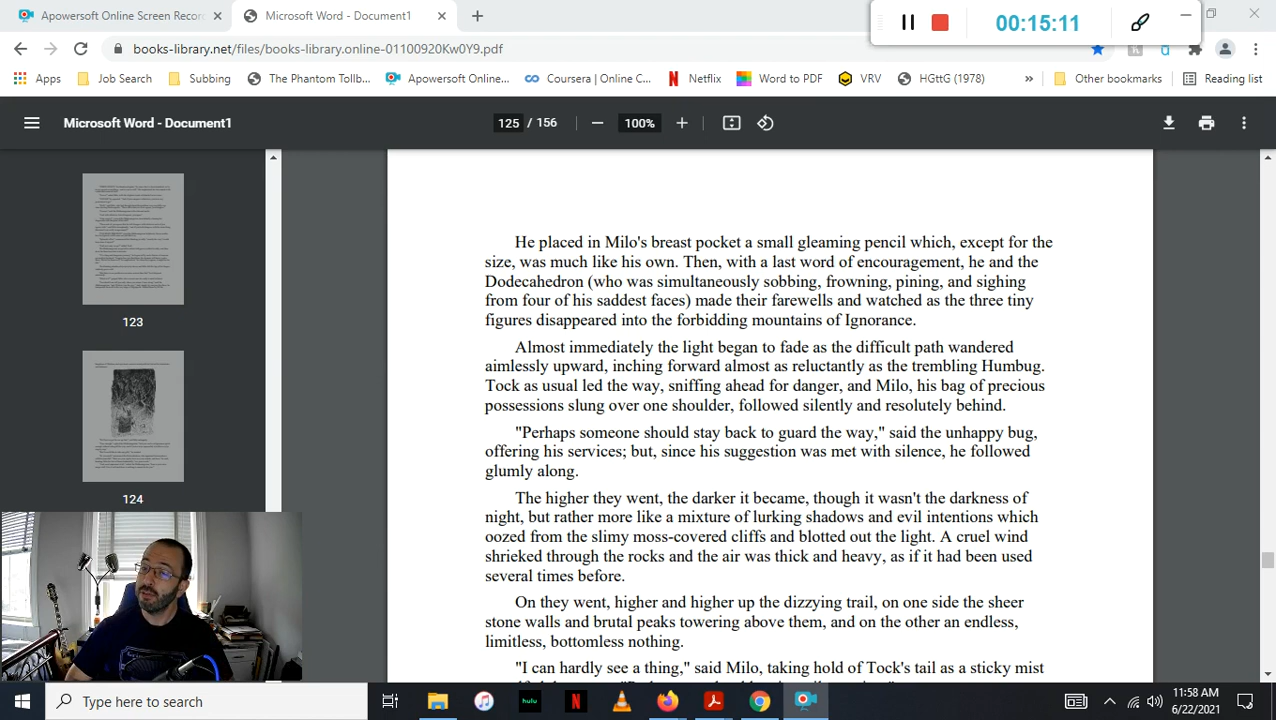 Apowersoft Online Screen Recor
Microsoft Word - Document1
00:15:11
books-library.net/files/books-library.online-01100920Kw0Y9.pdf
Apps
Job Search
Subbing
The Phantom Tollb...
Apowersoft Online...
Coursera | Online C...
Netflix
Word to PDF
VRV
HGttG (1978)
»
Other bookmarks
Reading list
Microsoft Word - Document1
125 / 156
100%
123
124
He placed in Milo's breast pocket a small gleaming pencil which, except for the
size, was much like his own. Then, with a last word of encouragement, he and the
Dodecahedron (who was simultaneously sobbing, frowning, pining, and sighing
from four of his saddest faces) made their farewells and watched as the three tiny
figures disappeared into the forbidding mountains of Ignorance.
Almost immediately the light began to fade as the difficult path wandered
aimlessly upward, inching forward almost as reluctantly as the trembling Humbug.
Tock as usual led the way, sniffing ahead for danger, and Milo, his bag of precious
possessions slung over one shoulder, followed silently and resolutely behind.
"Perhaps someone should stay back to guard the way," said the unhappy bug,
offering his services; but, since his suggestion was met with silence, he followed
glumly along.
The higher they went, the darker it became, though it wasn't the darkness of
night, but rather more like a mixture of lurking shadows and evil intentions which
oozed from the slimy moss-covered cliffs and blotted out the light. A cruel wind
shrieked through the rocks and the air was thick and heavy, as if it had been used
several times before.
On they went, higher and higher up the dizzying trail, on one side the sheer
stone walls and brutal peaks towering above them, and on the other an endless,
limitless, bottomless nothing.
"I can hardly see a thing," said Milo, taking hold of Tock's tail as a sticky mist
Type here to search
hulu
11:58 AM
6/22/2021